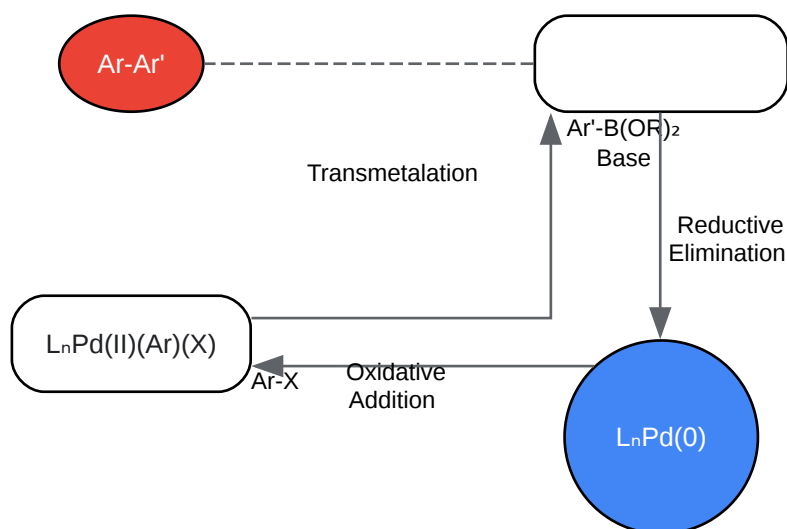 Ar-Ar'
Ar'-B(OR)₂
Base
Transmetalation
Reductive
Elimination
LₙPd(II)(Ar)(X)
Ar-X
Oxidative
Addition
LₙPd(0)